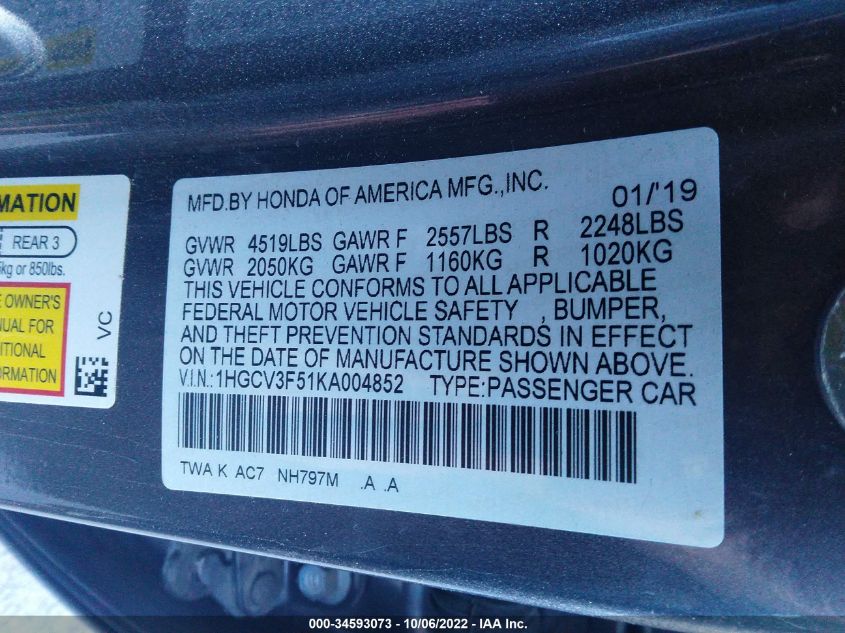 MATION
REAR 3
kg or 850lbs.
E OWNER'S
NUAL FOR
DITIONAL
ORMATION
VC
MFD.BY HONDA OF AMERICA MFG.,INC. 01/'19
GVWR 4519LBS GAWR F 2557LBS R 2248LBS
GVWR 2050KG GAWR F 1160KG R 1020KG
THIS VEHICLE CONFORMS TO ALL APPLICABLE
FEDERAL MOTOR VEHICLE SAFETY , BUMPER,
AND THEFT PREVENTION STANDARDS IN EFFECT
ON THE DATE OF MANUFACTURE SHOWN ABOVE.
V.I.N.:1HGCV3F51KA004852 TYPE:PASSENGER CAR
TWA K AC7 NH797M .A .A
000-34593073 - 10/06/2022 - IAA Inc.